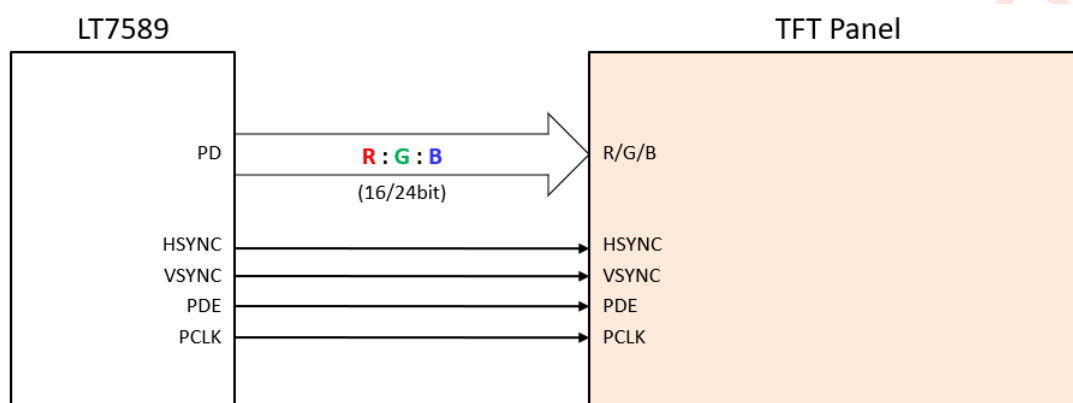 LT7589
TFT Panel
PD
R : G : B
R/G/B
(16/24bit)
HSYNC
HSYNC
VSYNC
VSYNC
PDE
PDE
PCLK
PCLK